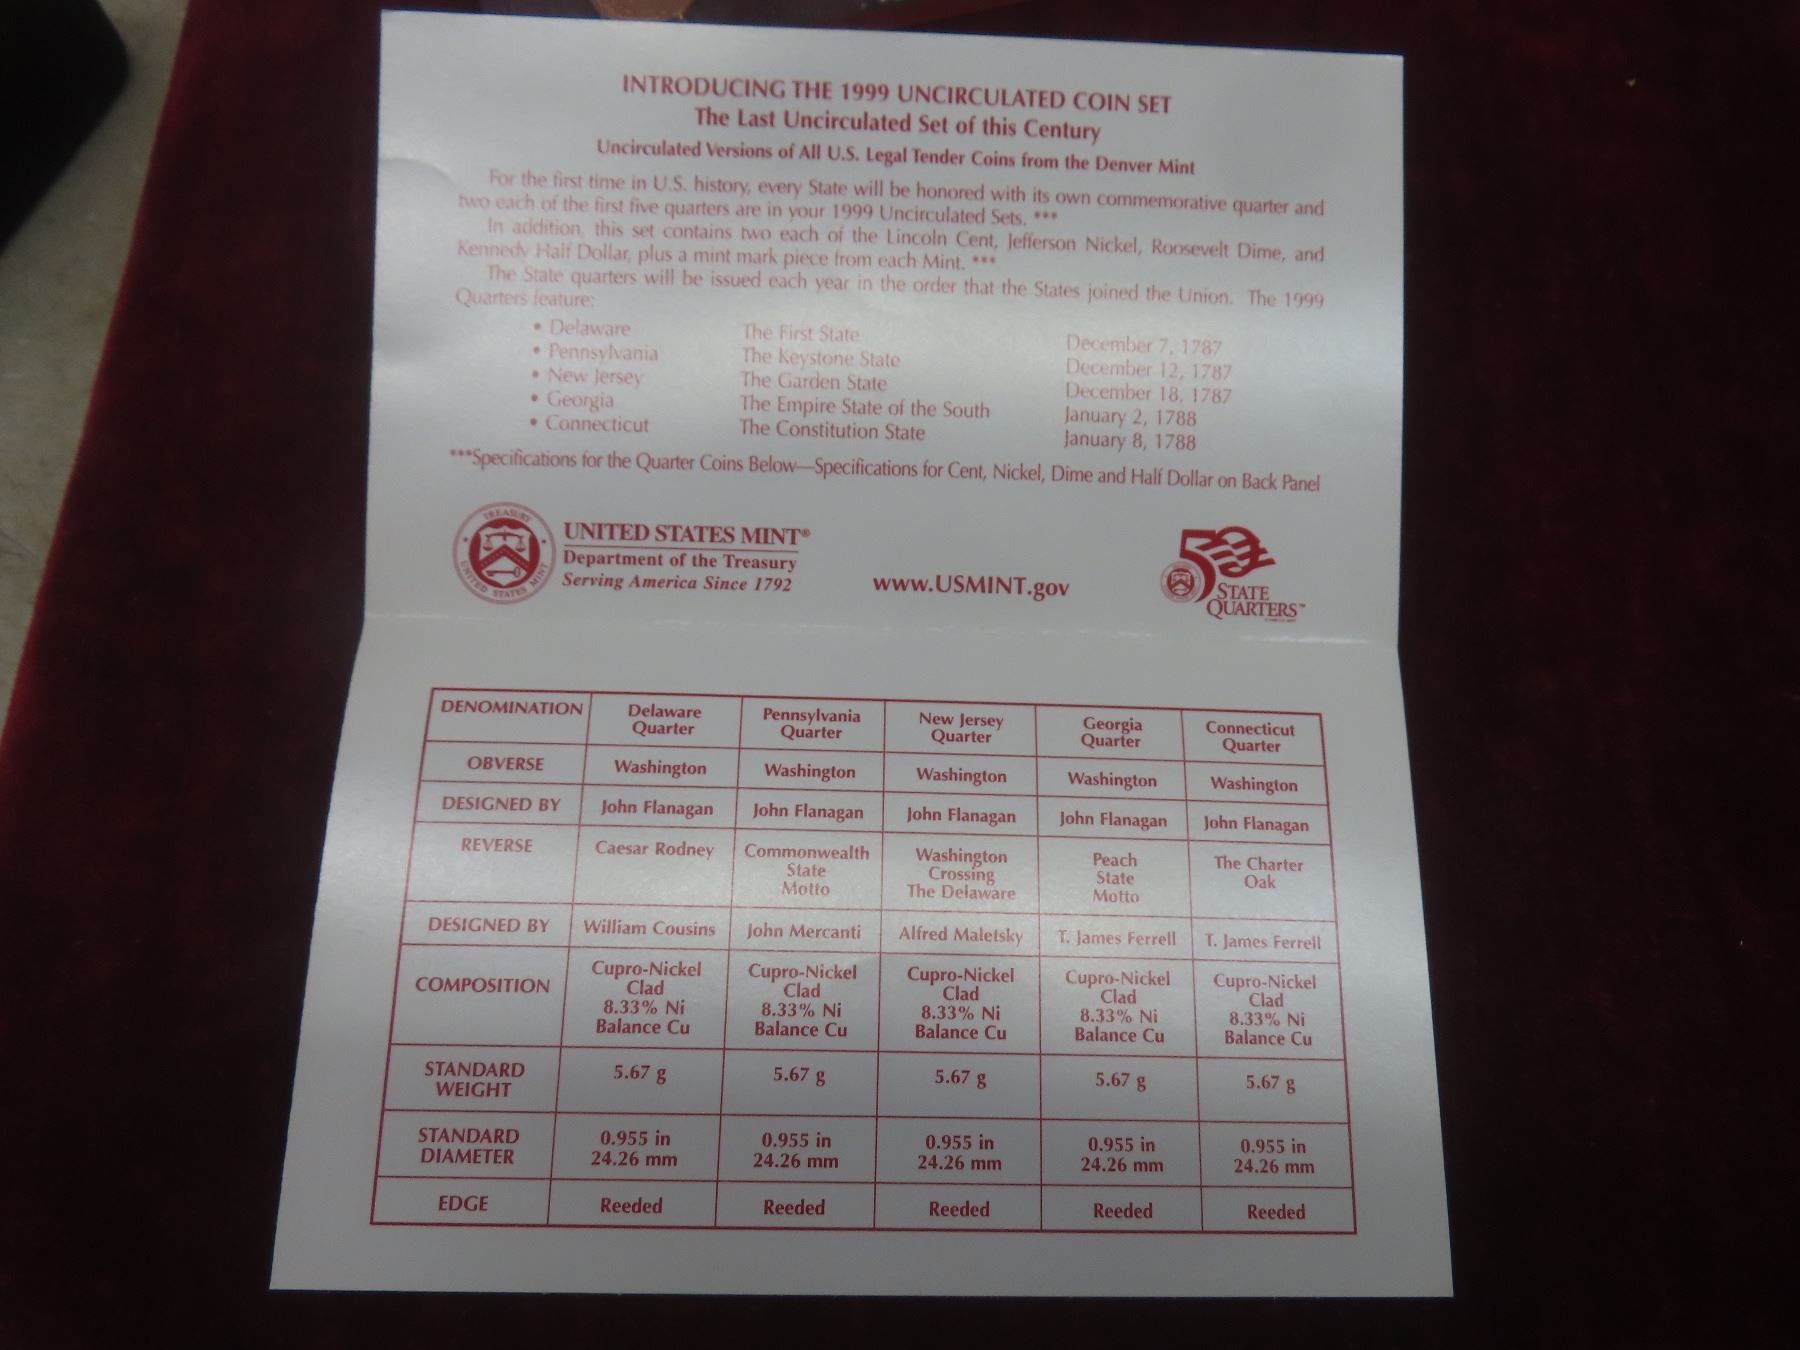 INTRODUCING THE 1999 UNCIRCULATED COIN SET
The Last Uncirculated Set of this Century
Uncirculated Versions of All U.S. Legal Tender Coins from the Denver Mint
For the first time in U.S. history, every State will be honored with its own commemorative quarter and
two each of the first five quarters are in your 1999 Uncirculated Sets. ***
In addition, this set contains two each of the Lincoln Cent, Jefferson Nickel, Roosevelt Dime, and
Kennedy Half Dollar, plus a mint mark piece from each Mint. ***
The State quarters will be issued each year in the order that the States joined the Union. The 1999
Quarters feature:
• Delaware The First State December 7, 1787
• Pennsylvania The Keystone State December 12, 1787
• New Jersey The Garden State December 18, 1787
• Georgia The Empire State of the South January 2, 1788
• Connecticut The Constitution State January 8, 1788
***Specifications for the Quarter Coins Below—Specifications for Cent, Nickel, Dime and Half Dollar on Back Panel
TREASURY
UNITED STATES MINT
UNITED STATES MINT®
Department of the Treasury
Serving America Since 1792
www.USMINT.gov
50
STATE
QUARTERS™
DENOMINATION Delaware Quarter Pennsylvania Quarter New Jersey Quarter Georgia Quarter Connecticut Quarter
OBVERSE Washington Washington Washington Washington Washington
DESIGNED BY John Flanagan John Flanagan John Flanagan John Flanagan John Flanagan
REVERSE Caesar Rodney Commonwealth State Motto Washington Crossing The Delaware Peach State Motto The Charter Oak
DESIGNED BY William Cousins John Mercanti Alfred Maletsky T. James Ferrell T. James Ferrell
COMPOSITION Cupro-Nickel Clad 8.33% Ni Balance Cu Cupro-Nickel Clad 8.33% Ni Balance Cu Cupro-Nickel Clad 8.33% Ni Balance Cu Cupro-Nickel Clad 8.33% Ni Balance Cu Cupro-Nickel Clad 8.33% Ni Balance Cu
STANDARD WEIGHT 5.67 g 5.67 g 5.67 g 5.67 g 5.67 g
STANDARD DIAMETER 0.955 in 24.26 mm 0.955 in 24.26 mm 0.955 in 24.26 mm 0.955 in 24.26 mm 0.955 in 24.26 mm
EDGE Reeded Reeded Reeded Reeded Reeded